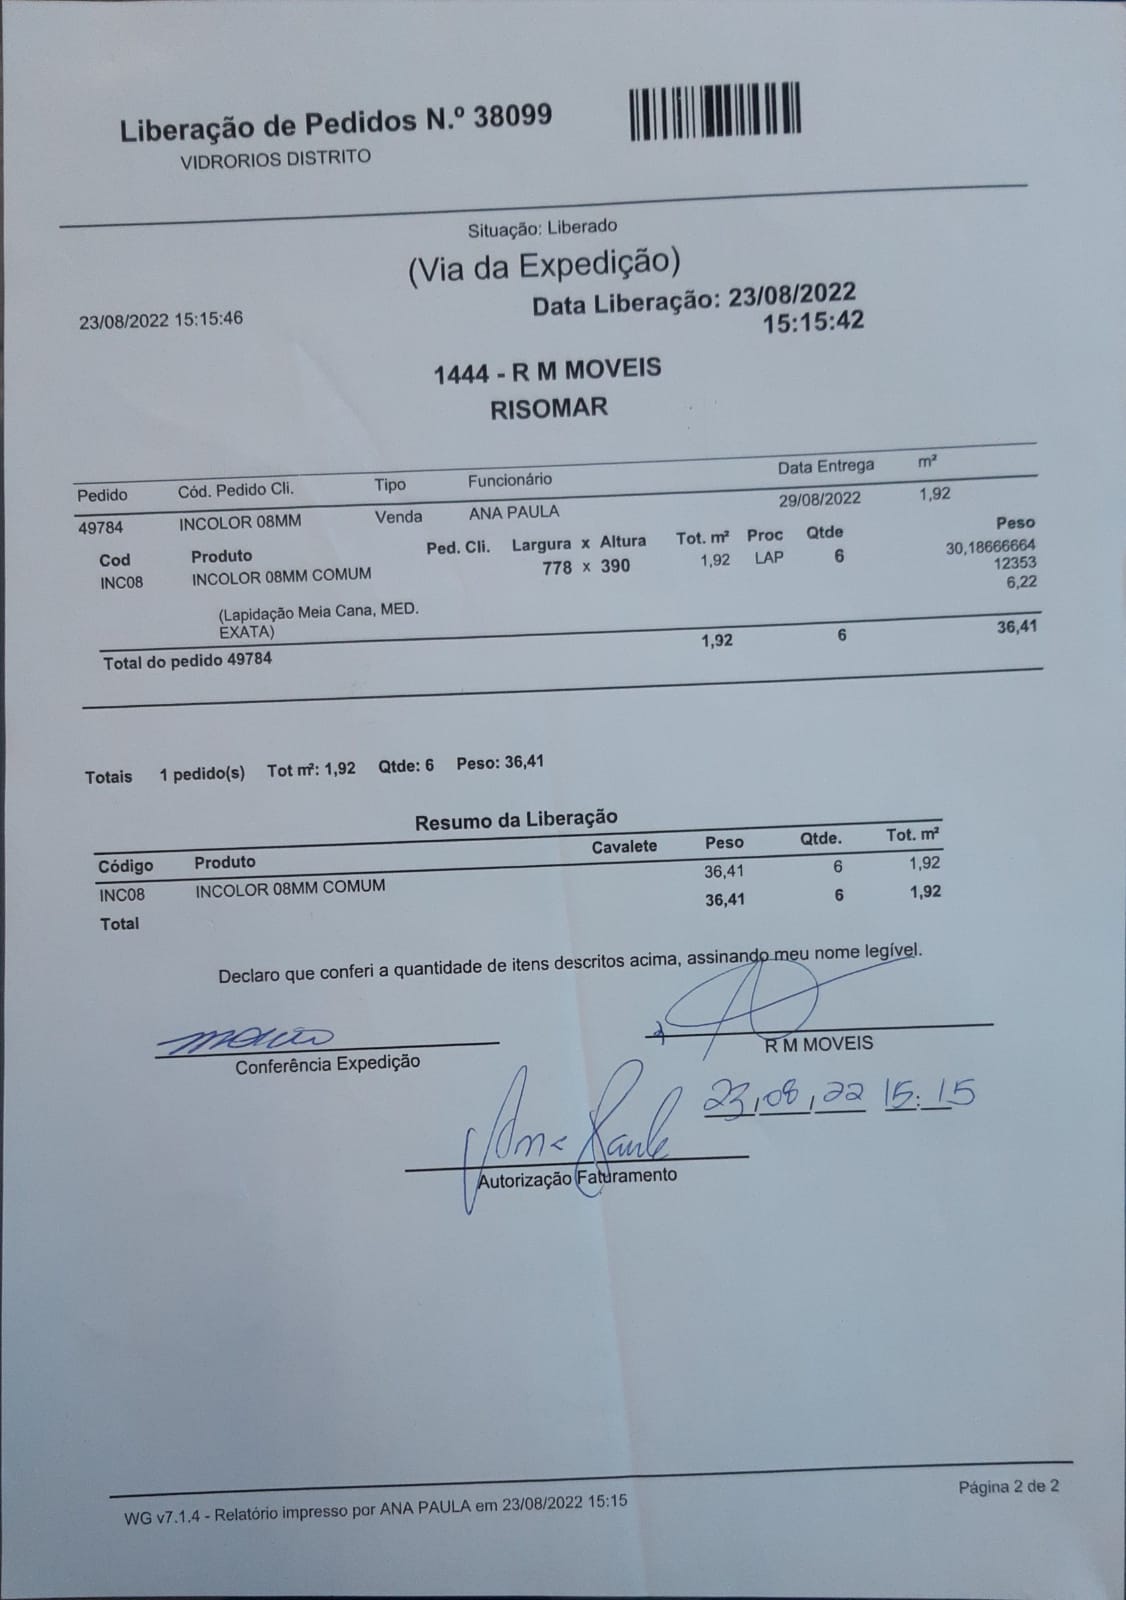 Liberação de Pedidos N.º 38099
VIDRORIOS DISTRITO
Situação: Liberado
(Via da Expedição)
23/08/2022 15:15:46
Data Liberação: 23/08/2022
15:15:42
1444 - R M MOVEIS
RISOMAR
Pedido Cód. Pedido Cli. Tipo Funcionário Data Entrega m²
49784 INCOLOR 08MM Venda ANA PAULA 29/08/2022 1,92
Cod Produto Ped. Cli. Largura x Altura Tot. m² Proc Qtde Peso
INC08 INCOLOR 08MM COMUM 778 x 390 1,92 LAP 6 30,18666664
12353
(Lapidação Meia Cana, MED. 6,22
EXATA)
Total do pedido 49784 1,92 6 36,41
Totais 1 pedido(s) Tot m²: 1,92 Qtde: 6 Peso: 36,41
Resumo da Liberação
Código Produto Cavalete Peso Qtde. Tot. m²
INC08 INCOLOR 08MM COMUM 36,41 6 1,92
Total 36,41 6 1,92
Declaro que conferi a quantidade de itens descritos acima, assinando meu nome legível.
Conferência Expedição
R M MOVEIS
23,08,22 15:15
Ana Paula
Autorização Faturamento
WG v7.1.4 - Relatório impresso por ANA PAULA em 23/08/2022 15:15
Página 2 de 2